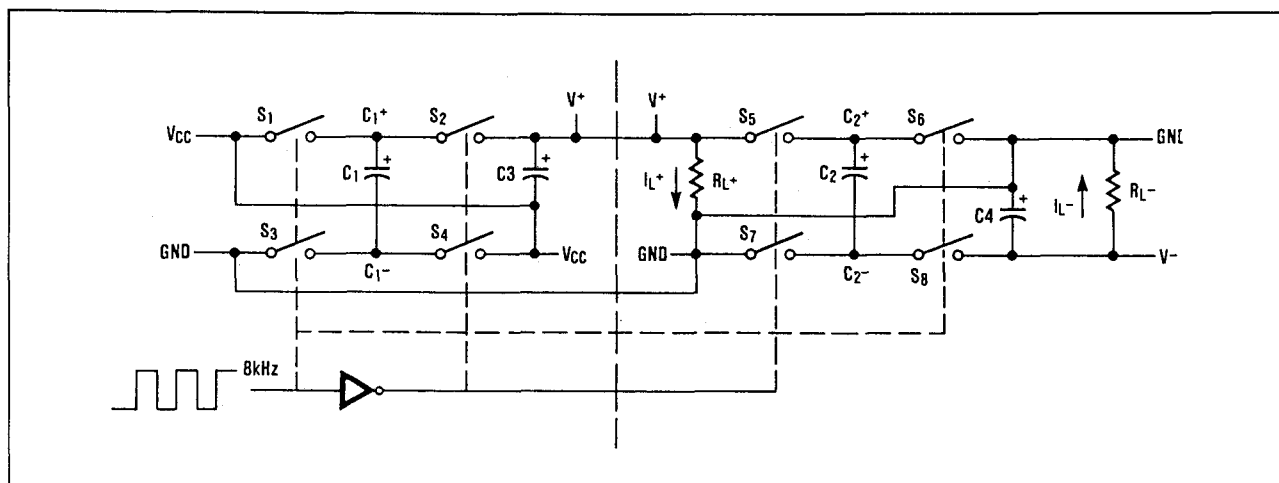 V+ V+
S1 C1+ S2 S5 C2+ S6
VCC GND
C1 + C3 + IL+ RL+ C2 + C4 + IL- RL-
S3 S4 S7
GND VCC GND V-
C1- C2- S8
8kHz